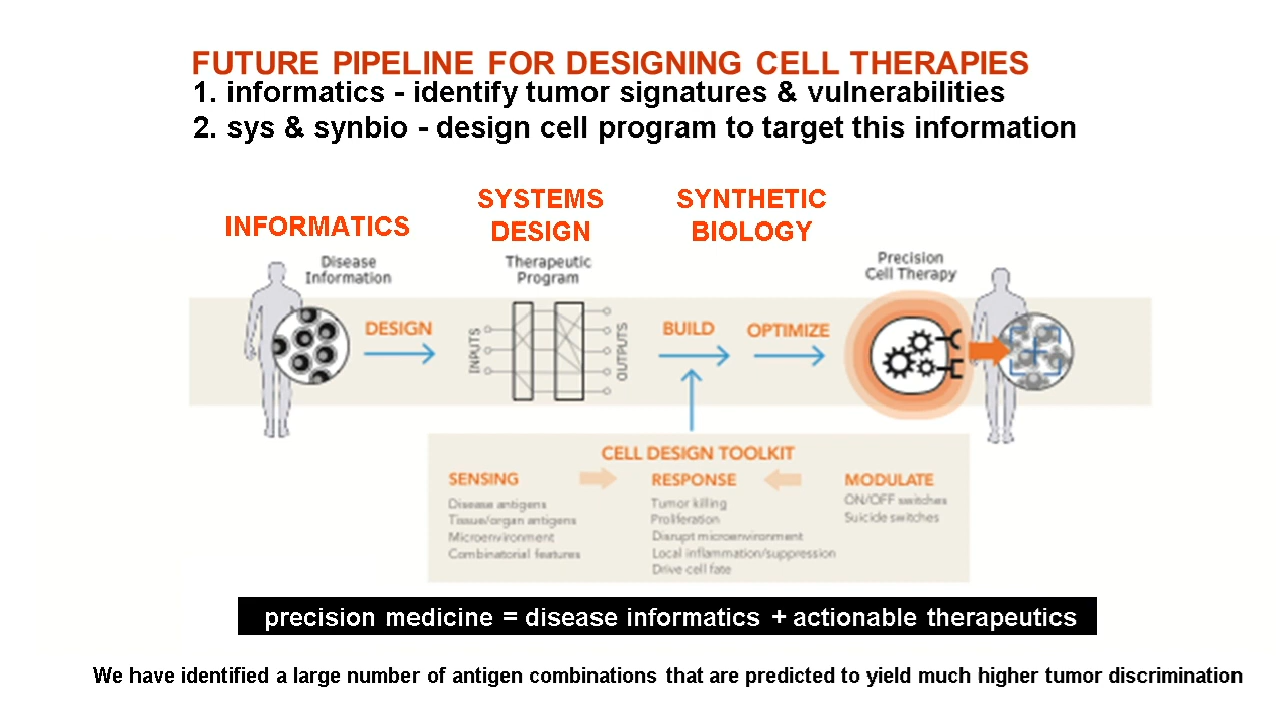 FUTURE PIPELINE FOR DESIGNING CELL THERAPIES
1. informatics - identify tumor signatures & vulnerabilities
2. sys & synbio - design cell program to target this information
INFORMATICS
SYSTEMS
DESIGN
SYNTHETIC
BIOLOGY
Disease
Information
Therapeutic
Program
Precision
Cell Therapy
DESIGN
INPUTS
OUTPUTS
BUILD
OPTIMIZE
CELL DESIGN TOOLKIT
SENSING
Disease antigens
Tissue/organ antigens
Microenvironment
Combinatorial features
RESPONSE
Tumor killing
Proliferation
Disrupt microenvironment
Local inflammation/suppression
Drive cell fate
MODULATE
ON/OFF switches
Suicide switches
precision medicine = disease informatics + actionable therapeutics
We have identified a large number of antigen combinations that are predicted to yield much higher tumor discrimination